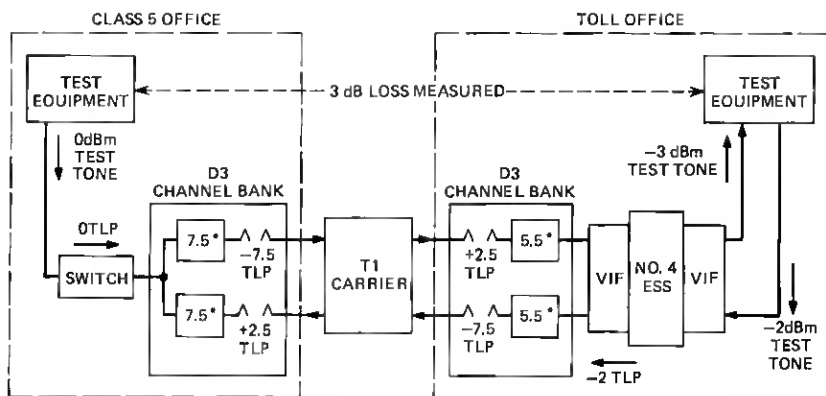 CLASS 5 OFFICE
TOLL OFFICE
TEST
EQUIPMENT
3 dB LOSS MEASURED
TEST
EQUIPMENT
0dBm
TEST
TONE
-3 dBm
TEST TONE
D3
CHANNEL BANK
D3
CHANNEL BANK
0TLP
SWITCH
7.5*
-7.5
TLP
7.5*
+2.5
TLP
T1
CARRIER
+2.5
TLP
5.5*
-7.5
TLP
5.5*
VIF
NO. 4
ESS
VIF
-2 TLP
-2dBm
TEST
TONE